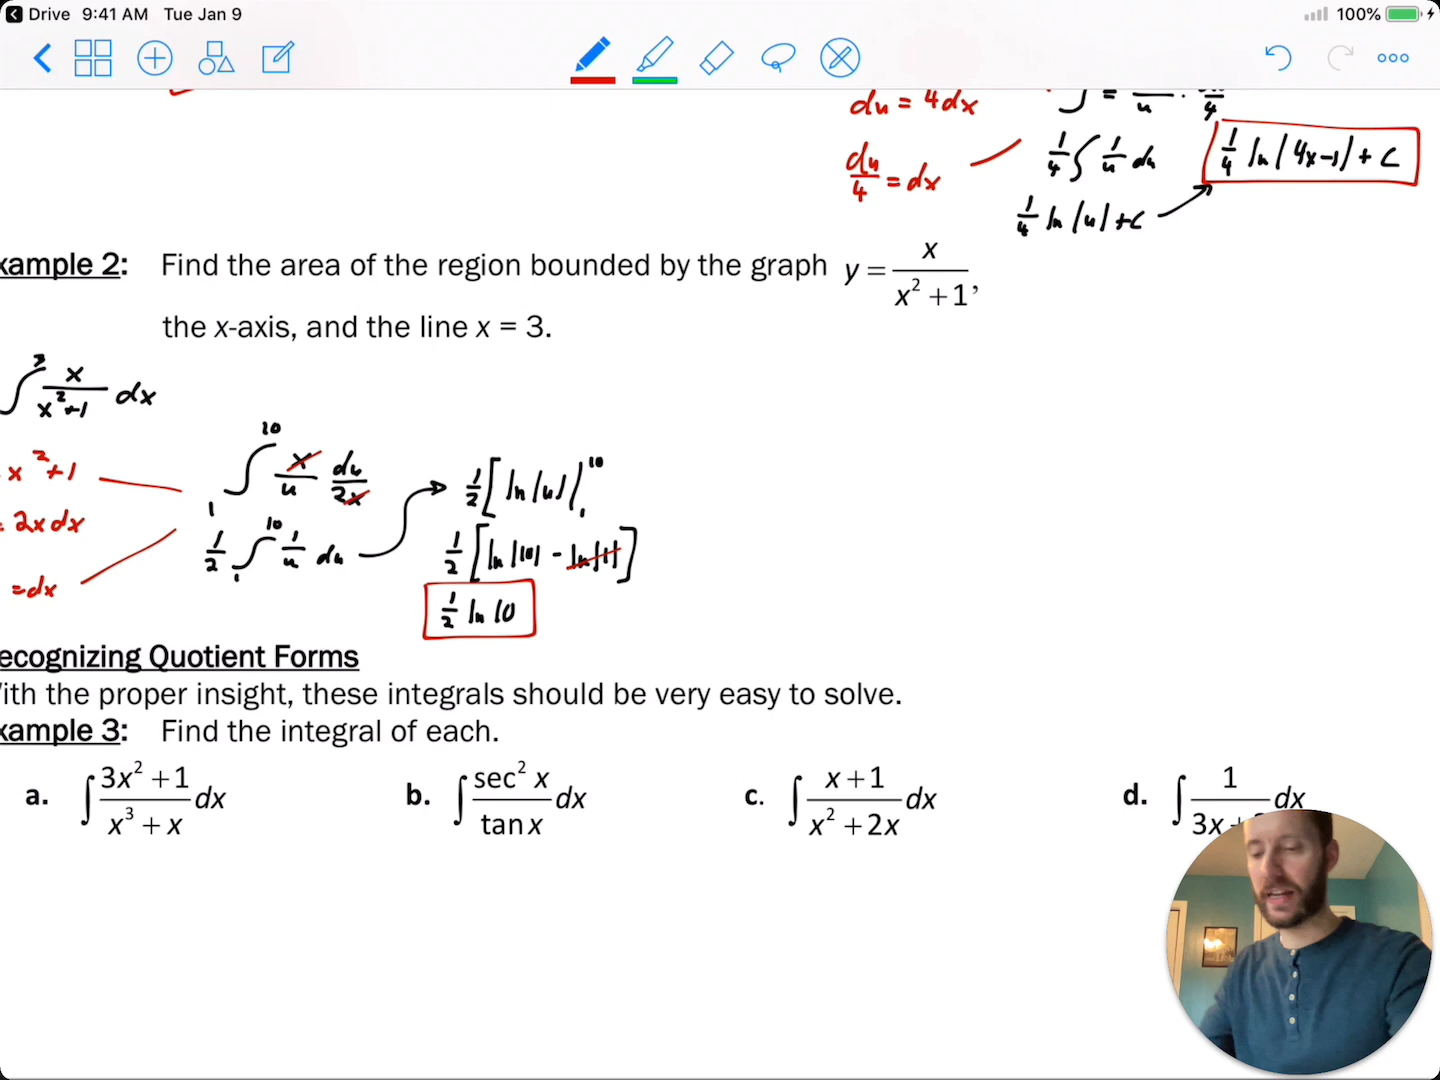 Drive 9:41 AM Tue Jan 9 100%
du = 4dx
du/4 = dx
1/4 ∫ 1/u du
1/4 ln|u| + C
1/4 ln|4x-1| + C
xample 2: Find the area of the region bounded by the graph y = x/(x² + 1),
the x-axis, and the line x = 3.
∫³ x/(x²+1) dx
x²+1
= 2x dx
= dx
∫₁¹⁰ x/u du/2x
1/2 ∫₁¹⁰ 1/u du
1/2 [ln|u|]₁¹⁰
1/2 [ln|10| - ln|1|]
1/2 ln 10
ecognizing Quotient Forms
ith the proper insight, these integrals should be very easy to solve.
xample 3: Find the integral of each.
a. ∫ (3x² + 1)/(x³ + x) dx b. ∫ sec² x/tan x dx c. ∫ (x + 1)/(x² + 2x) dx d. ∫ 1/(3x + dx